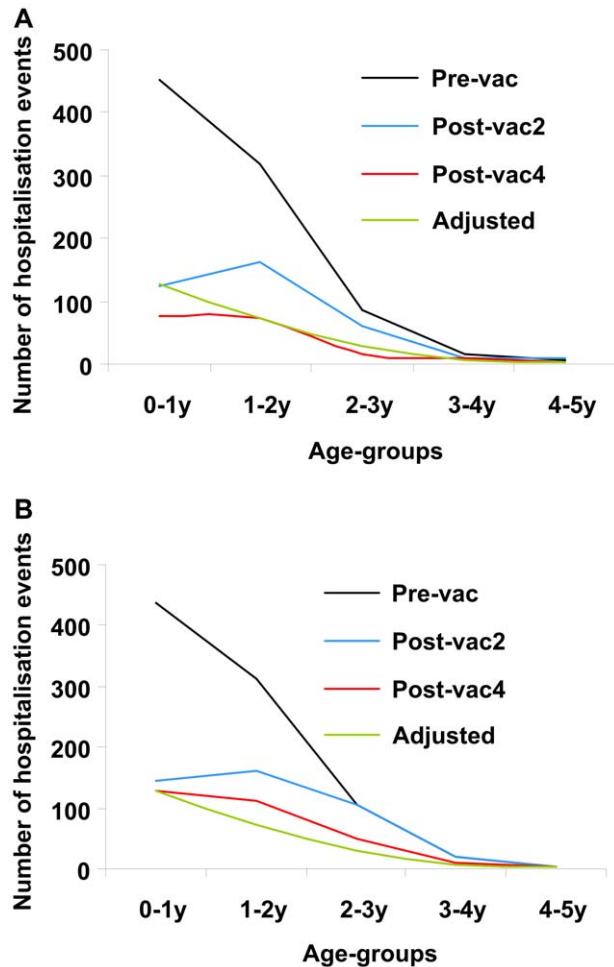 A
Number of hospitalisation events
500
400
300
200
100
0
Pre-vac
Post-vac2
Post-vac4
Adjusted
0-1y 1-2y 2-3y 3-4y 4-5y
Age-groups
B
Number of hospitalisation events
500
400
300
200
100
0
Pre-vac
Post-vac2
Post-vac4
Adjusted
0-1y 1-2y 2-3y 3-4y 4-5y
Age-groups